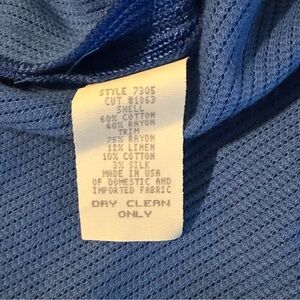 STYLE 7305
CUT #1863
SHELL
60% COTTON
40% RAYON
TRIM
75% RAYON
12% LINEN
10% COTTON
3% SILK
MADE IN USA
OF DOMESTIC AND
IMPORTED FABRIC
DRY CLEAN
ONLY